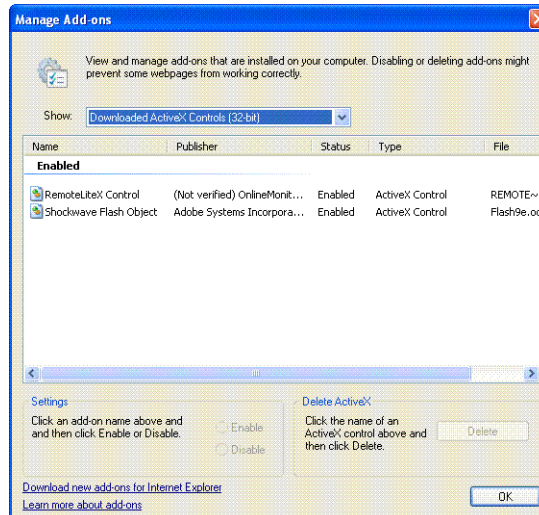 Manage Add-ons
View and manage add-ons that are installed on your computer. Disabling or deleting add-ons might
prevent some webpages from working correctly.
Show: Downloaded ActiveX Controls (32-bit)
Name Publisher Status Type File
Enabled
RemoteLiteX Control (Not verified) OnlineMonit... Enabled ActiveX Control REMOTE~
Shockwave Flash Object Adobe Systems Incorpora... Enabled ActiveX Control Flash9e.oc
Settings
Click an add-on name above and
and then click Enable or Disable.
Enable
Disable
Delete ActiveX
Click the name of an
ActiveX control above and
then click Delete.
Delete
Download new add-ons for Internet Explorer
Learn more about add-ons
OK